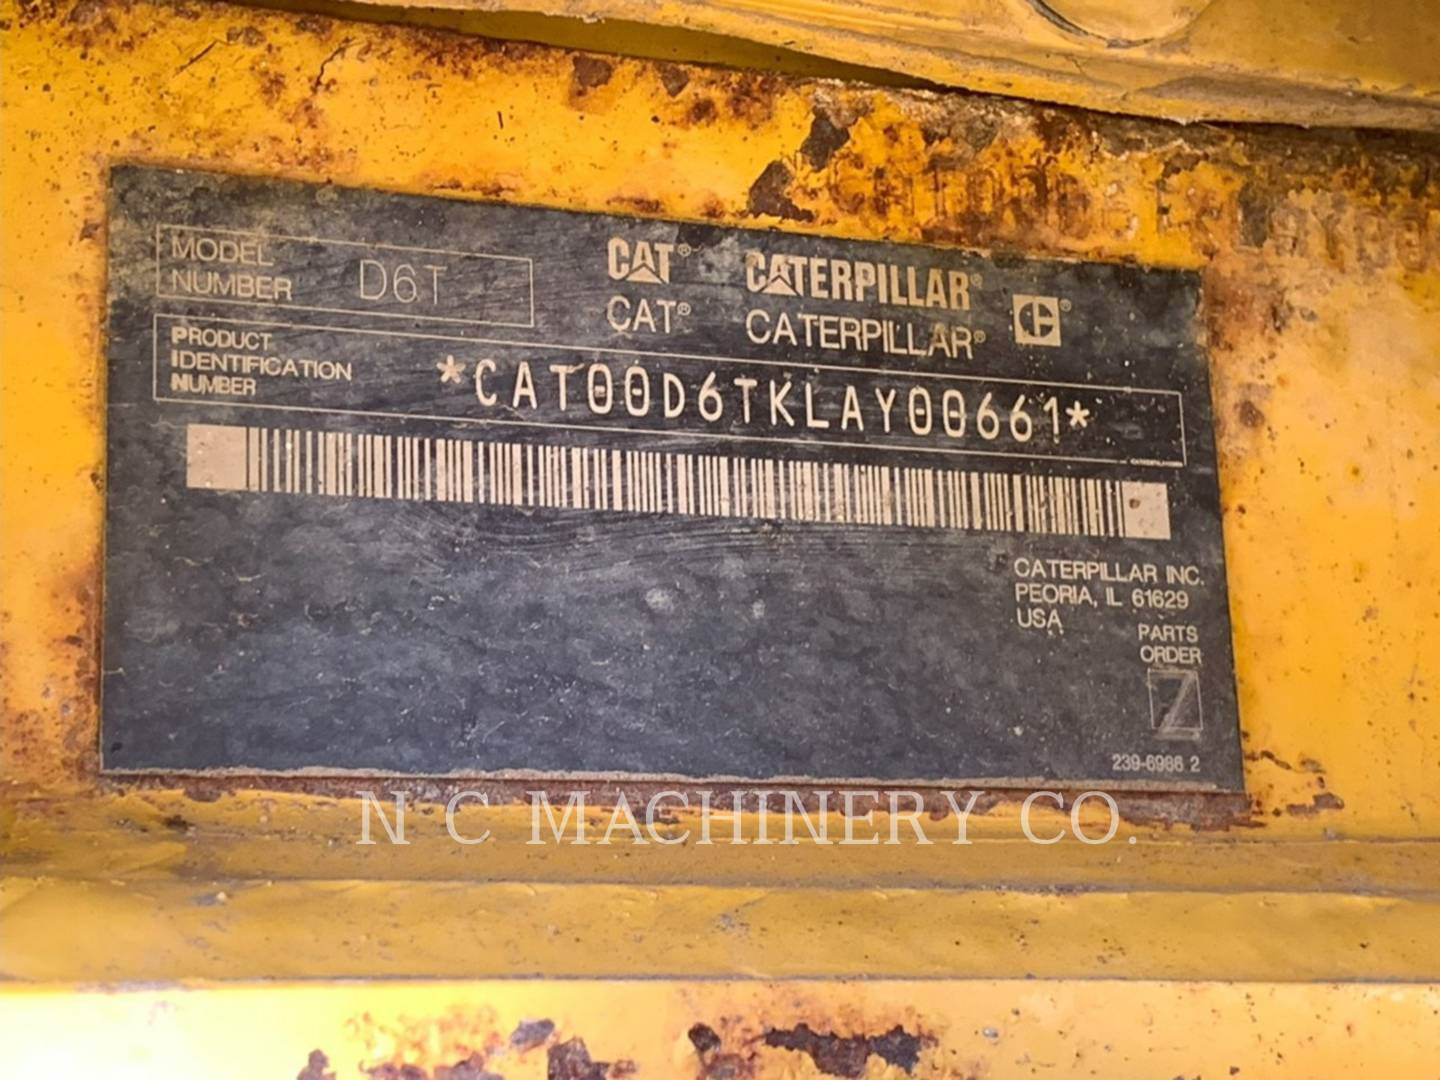 MODEL
NUMBER D6T
CAT® CATERPILLAR®
CAT® CATERPILLAR®
PRODUCT
IDENTIFICATION
NUMBER
*CAT00D6TKLAY00661*
CATERPILLAR INC.
PEORIA, IL 61629
USA
PARTS
ORDER
Z
239-6986 2
N C MACHINERY CO.